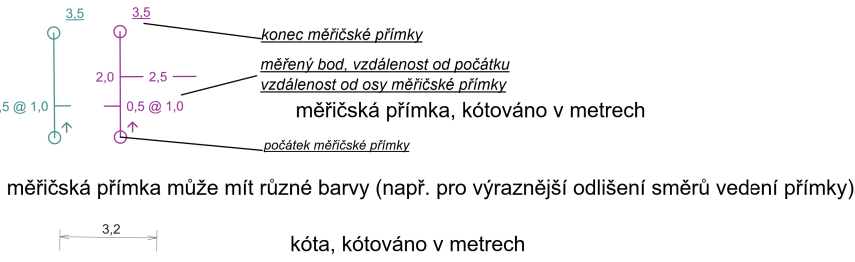 3,5
3,5
konec měřičské přímky
měřený bod, vzdálenost od počátku
2,0
2,5
vzdálenost od osy měřičské přímky
,5 @ 1,0
0,5 @ 1,0
měřičská přímka, kótováno v metrech
počátek měřičské přímky
měřičská přímka může mít různé barvy (např. pro výraznější odlišení směrů vedení přímky)
3,2
kóta, kótováno v metrech